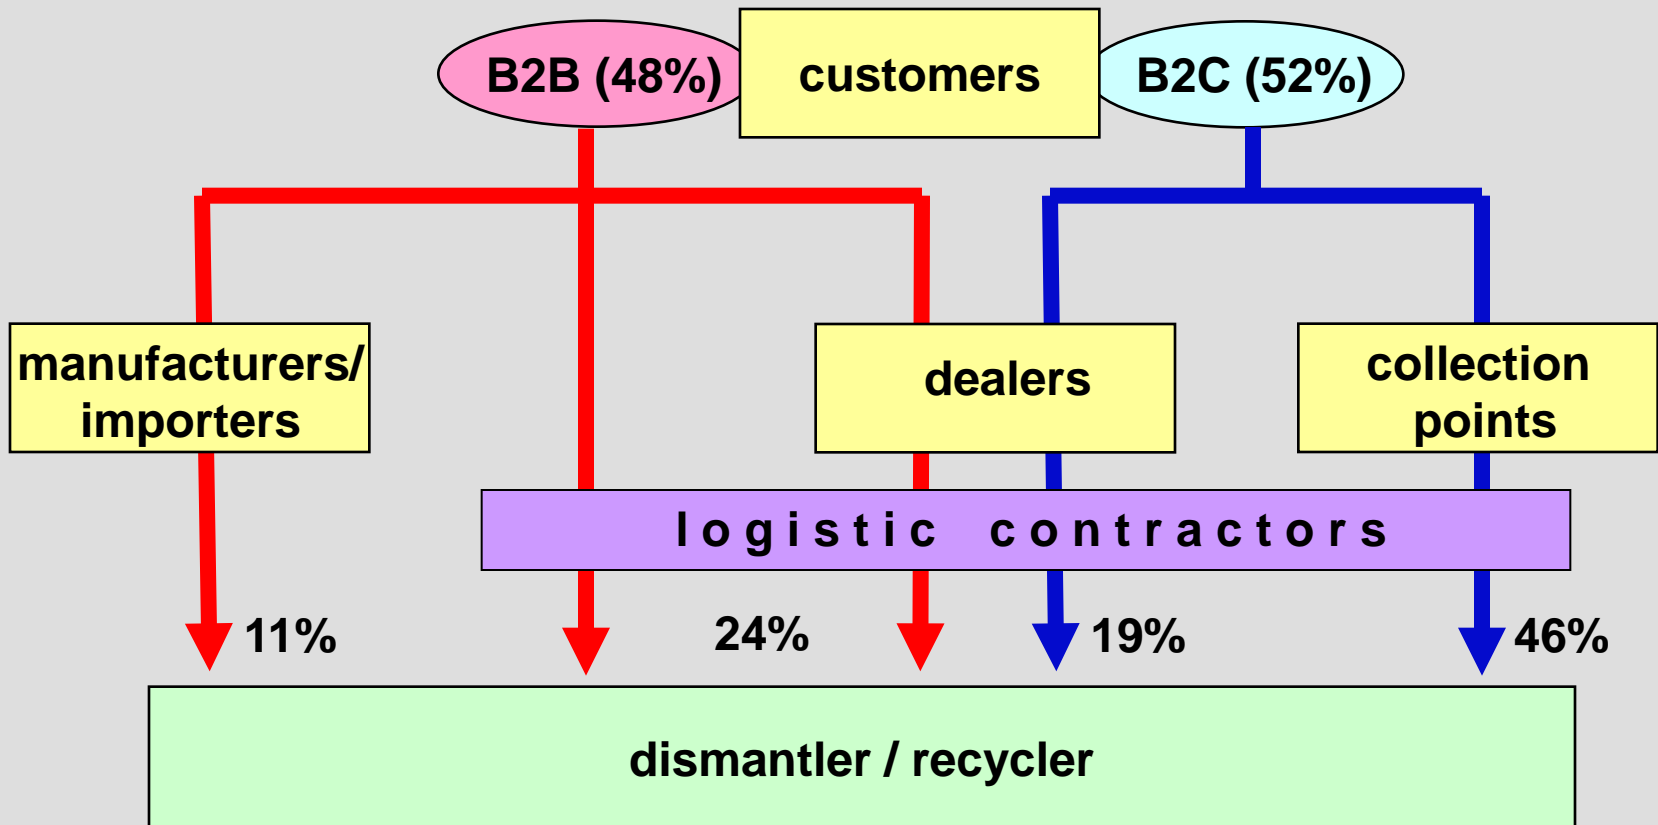 B2B (48%)
customers
B2C (52%)
manufacturers/
importers
dealers
collection
points
logistic contractors
11%
24%
19%
46%
dismantler / recycler